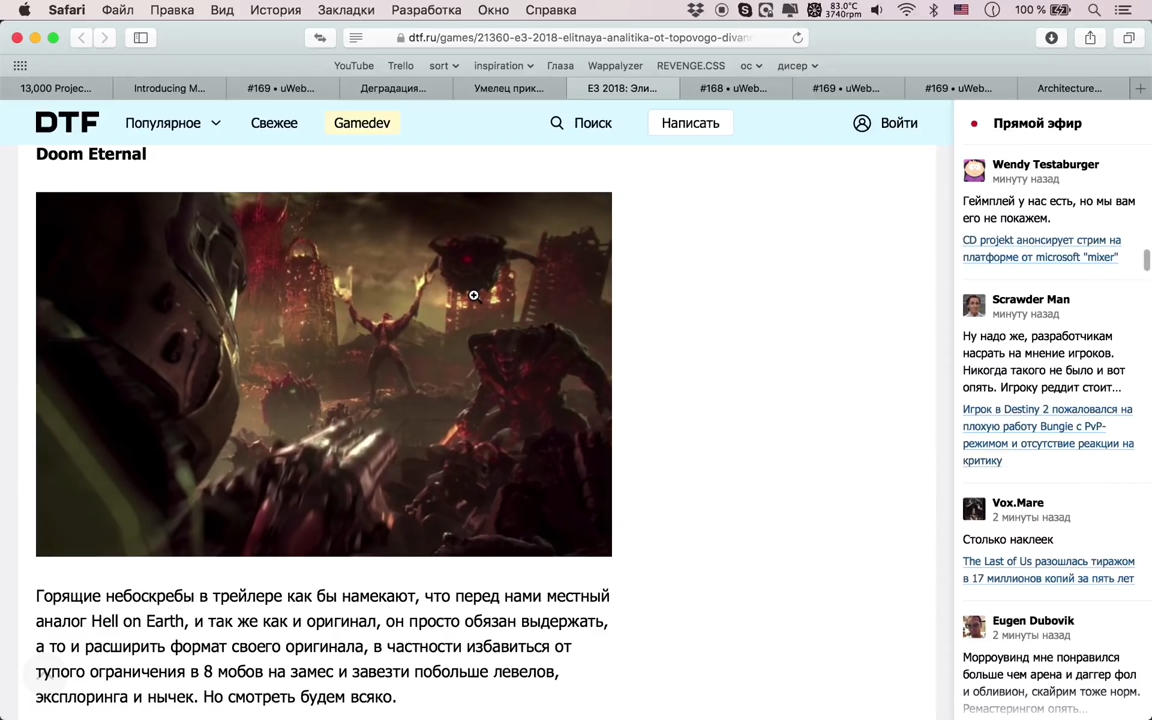 Safari Файл Правка Вид История Закладки Разработка Окно Справка 83.0°C 3740rpm 100 %
dtf.ru/games/21360-e3-2018-elitnaya-analitika-ot-topovogo-divan
YouTube Trello sort inspiration Глаза Wappalyzer REVENGE.CSS ос дисер
13,000 Projec... Introducing M... #169 • uWeb... Деградация... Умелец прик... E3 2018: Эли... #168 • uWeb... #169 • uWeb... #169 • uWeb... Architecture...
DTF Популярное Свежее Gamedev Поиск Написать Войти
Doom Eternal
Горящие небоскребы в трейлере как бы намекают, что перед нами местный
аналог Hell on Earth, и так же как и оригинал, он просто обязан выдержать,
а то и расширить формат своего оригинала, в частности избавиться от
тупого ограничения в 8 мобов на замес и завезти побольше левелов,
эксплоринга и нычек. Но смотреть будем всяко.
Прямой эфир
Wendy Testaburger
минуту назад
Геймплей у нас есть, но мы вам
его не покажем.
CD projekt анонсирует стрим на
платформе от microsoft "mixer"
Scrawder Man
минуту назад
Ну надо же, разработчикам
насрать на мнение игроков.
Никогда такого не было и вот
опять. Игроку реддит стоит...
Игрок в Destiny 2 пожаловался на
плохую работу Bungie с PvP-
режимом и отсутствие реакции на
критику
Vox.Mare
2 минуты назад
Столько наклеек
The Last of Us разошлась тиражом
в 17 миллионов копий за пять лет
Eugen Dubovik
2 минуты назад
Морроувинд мне понравился
больше чем арена и даггер фол
и обливион, скайрим тоже норм.
Ремастерингом опять...